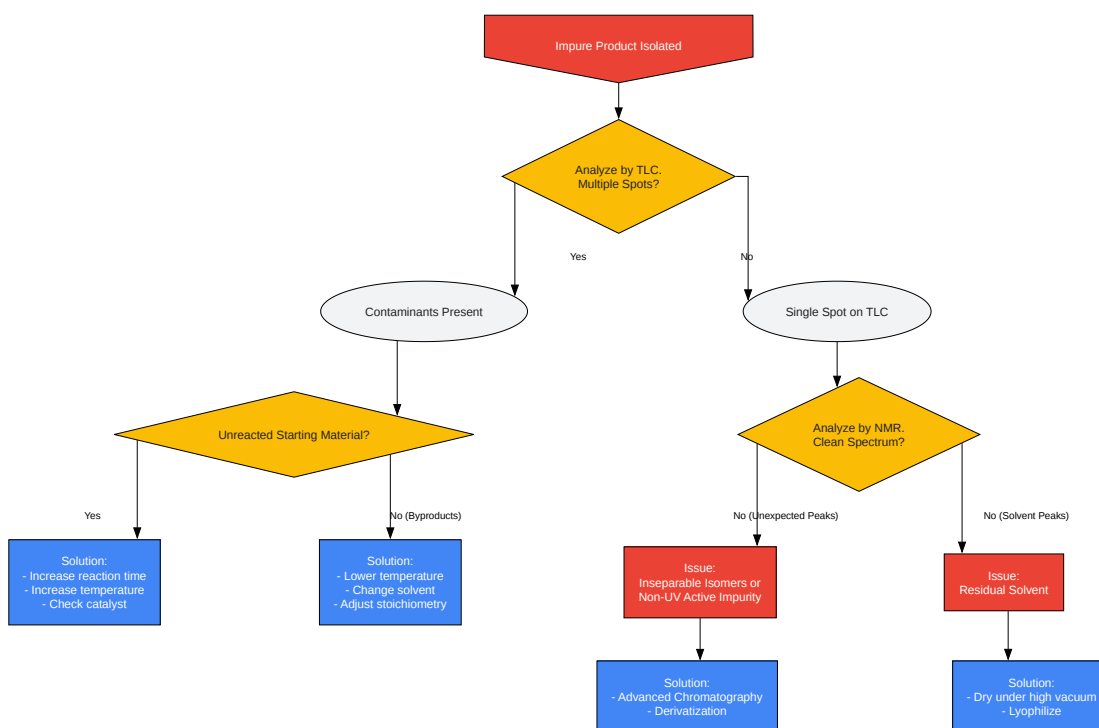 Impure Product Isolated
Analyze by TLC.
Multiple Spots?
Yes
No
Contaminants Present
Single Spot on TLC
Unreacted Starting Material?
Analyze by NMR.
Clean Spectrum?
Yes
No (Byproducts)
No (Unexpected Peaks)
No (Solvent Peaks)
Solution:
- Increase reaction time
- Increase temperature
- Check catalyst
Solution:
- Lower temperature
- Change solvent
- Adjust stoichiometry
Issue:
Inseparable Isomers or
Non-UV Active Impurity
Issue:
Residual Solvent
Solution:
- Advanced Chromatography
- Derivatization
Solution:
- Dry under high vacuum
- Lyophilize